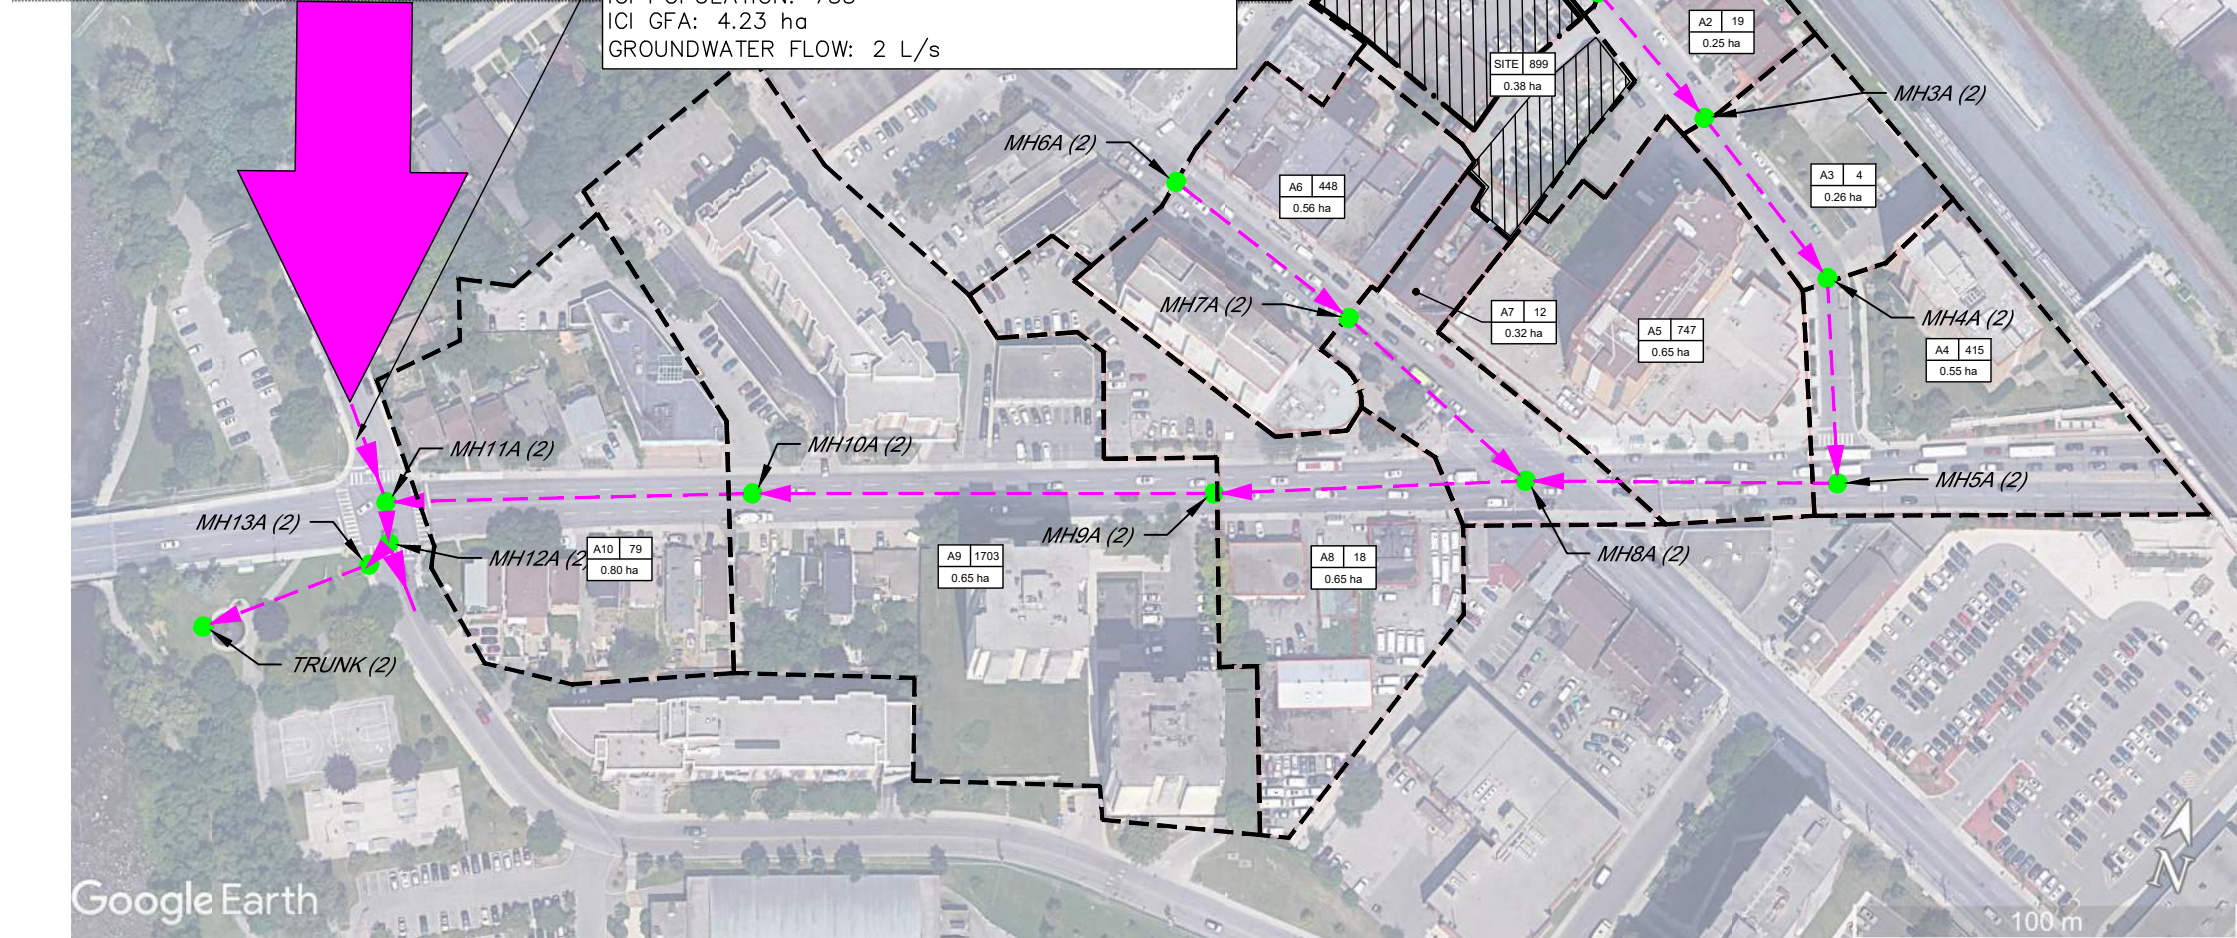 ICI GFA: 4.23 ha
GROUNDWATER FLOW: 2 L/s
A2 19
0.25 ha
SITE 899
0.38 ha
MH3A (2)
MH6A (2)
A6 448
0.56 ha
A3 4
0.26 ha
MH7A (2)
A7 12
0.32 ha
A5 747
0.65 ha
MH4A (2)
A4 415
0.55 ha
MH11A (2)
MH10A (2)
MH5A (2)
MH13A (2)
MH12A (2)
A10 79
0.80 ha
MH9A (2)
A9 1703
0.65 ha
A8 18
0.65 ha
MH8A (2)
TRUNK (2)
Google Earth
N
100 m